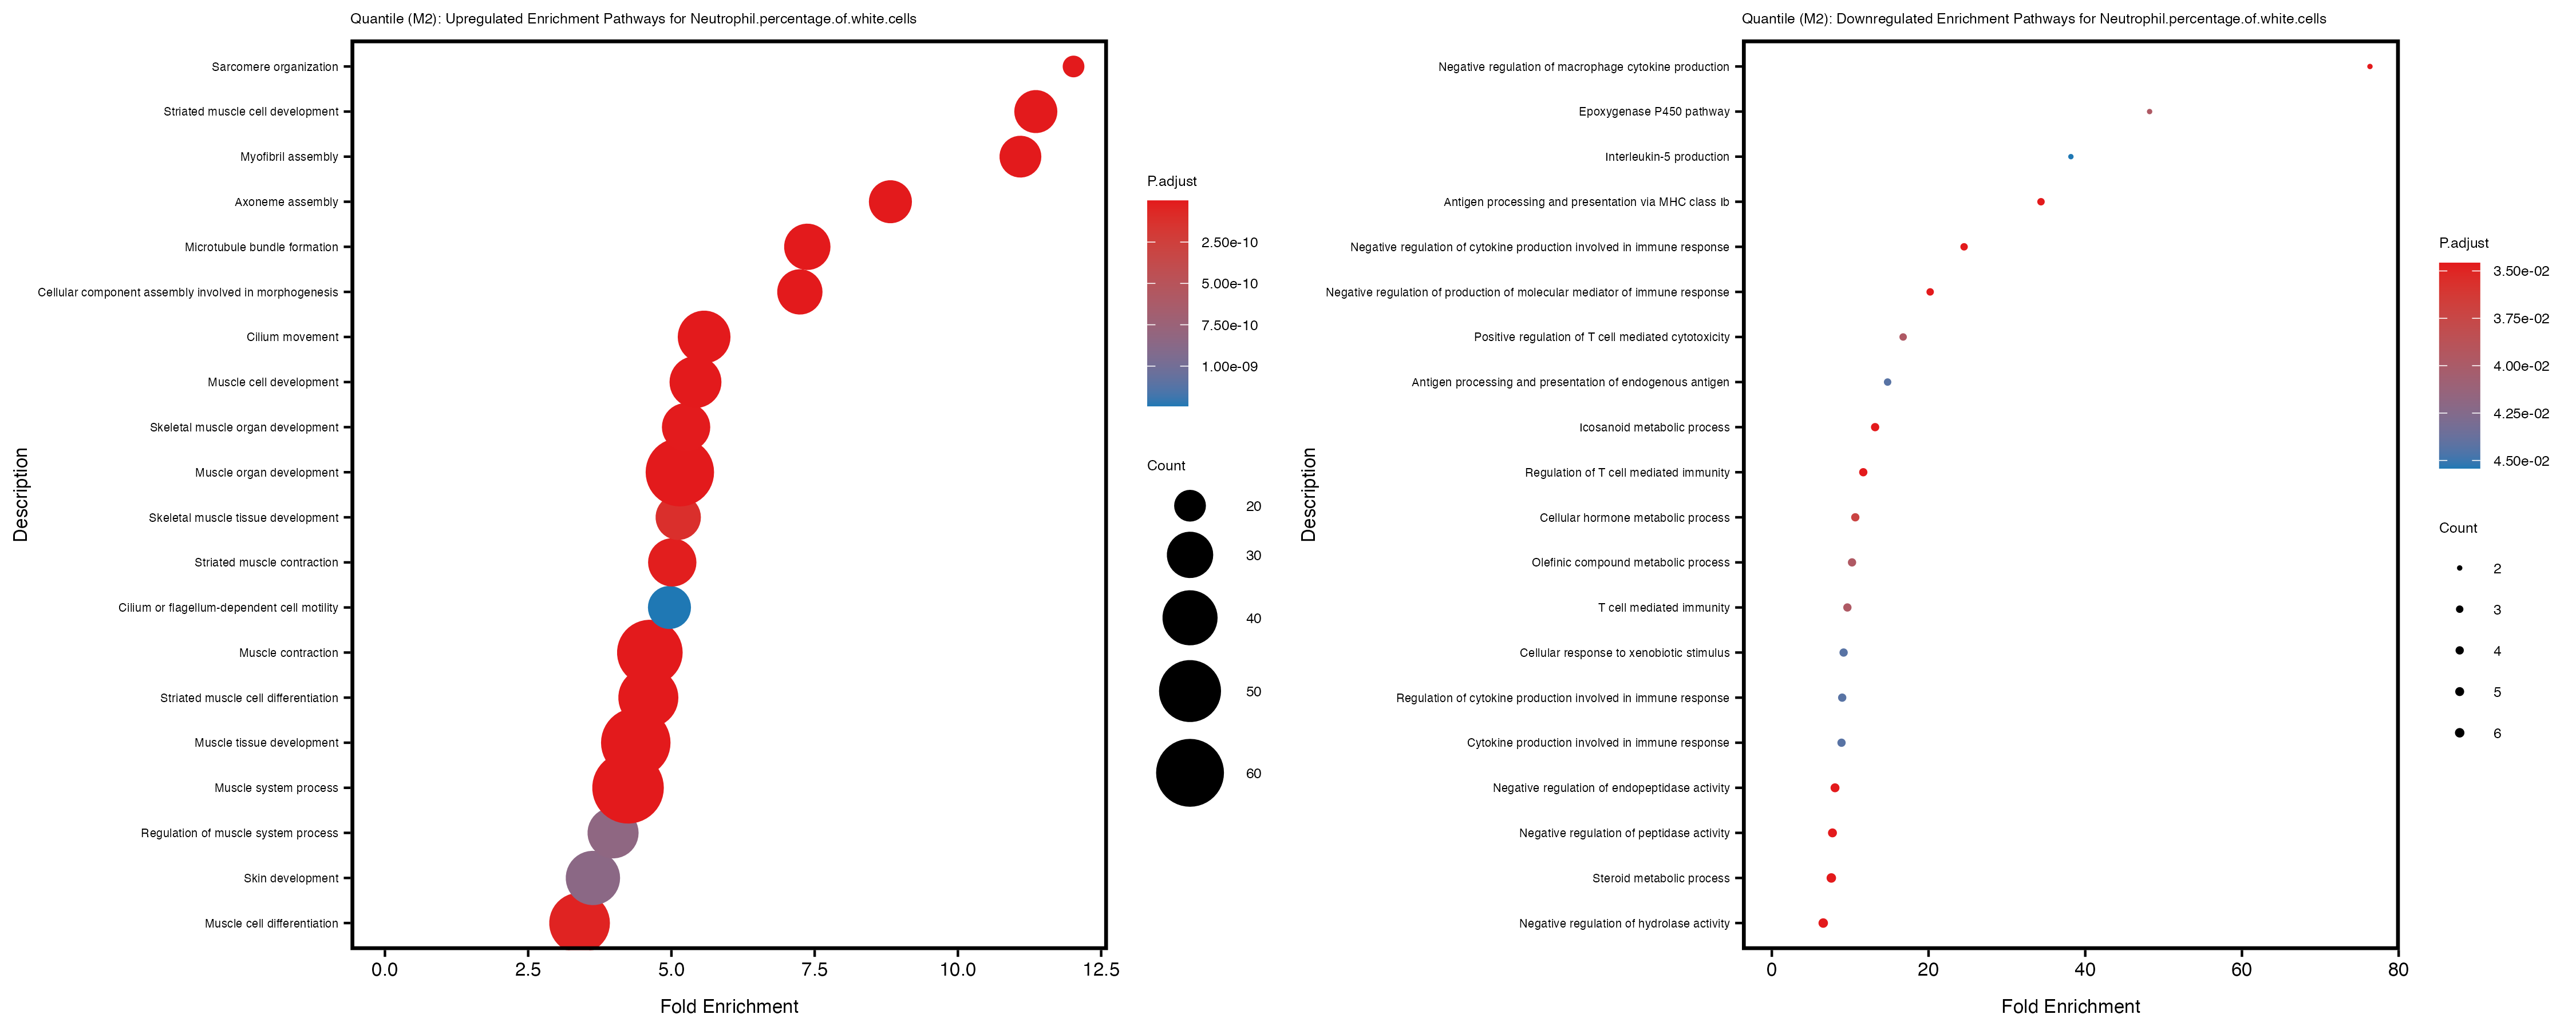 Quantile (M2): Upregulated Enrichment Pathways for Neutrophil.percentage.of.white.cells
Description
Sarcomere organization
Striated muscle cell development
Myofibril assembly
Axoneme assembly
Microtubule bundle formation
Cellular component assembly involved in morphogenesis
Cilium movement
Muscle cell development
Skeletal muscle organ development
Muscle organ development
Skeletal muscle tissue development
Striated muscle contraction
Cilium or flagellum-dependent cell motility
Muscle contraction
Striated muscle cell differentiation
Muscle tissue development
Muscle system process
Regulation of muscle system process
Skin development
Muscle cell differentiation
0.0 2.5 5.0 7.5 10.0 12.5
Fold Enrichment
P.adjust
2.50e-10
5.00e-10
7.50e-10
1.00e-09
Count
20
30
40
50
60
Quantile (M2): Downregulated Enrichment Pathways for Neutrophil.percentage.of.white.cells
Description
Negative regulation of macrophage cytokine production
Epoxygenase P450 pathway
Interleukin-5 production
Antigen processing and presentation via MHC class Ib
Negative regulation of cytokine production involved in immune response
Negative regulation of production of molecular mediator of immune response
Positive regulation of T cell mediated cytotoxicity
Antigen processing and presentation of endogenous antigen
Icosanoid metabolic process
Regulation of T cell mediated immunity
Cellular hormone metabolic process
Olefinic compound metabolic process
T cell mediated immunity
Cellular response to xenobiotic stimulus
Regulation of cytokine production involved in immune response
Cytokine production involved in immune response
Negative regulation of endopeptidase activity
Negative regulation of peptidase activity
Steroid metabolic process
Negative regulation of hydrolase activity
0 20 40 60 80
Fold Enrichment
P.adjust
3.50e-02
3.75e-02
4.00e-02
4.25e-02
4.50e-02
Count
2
3
4
5
6